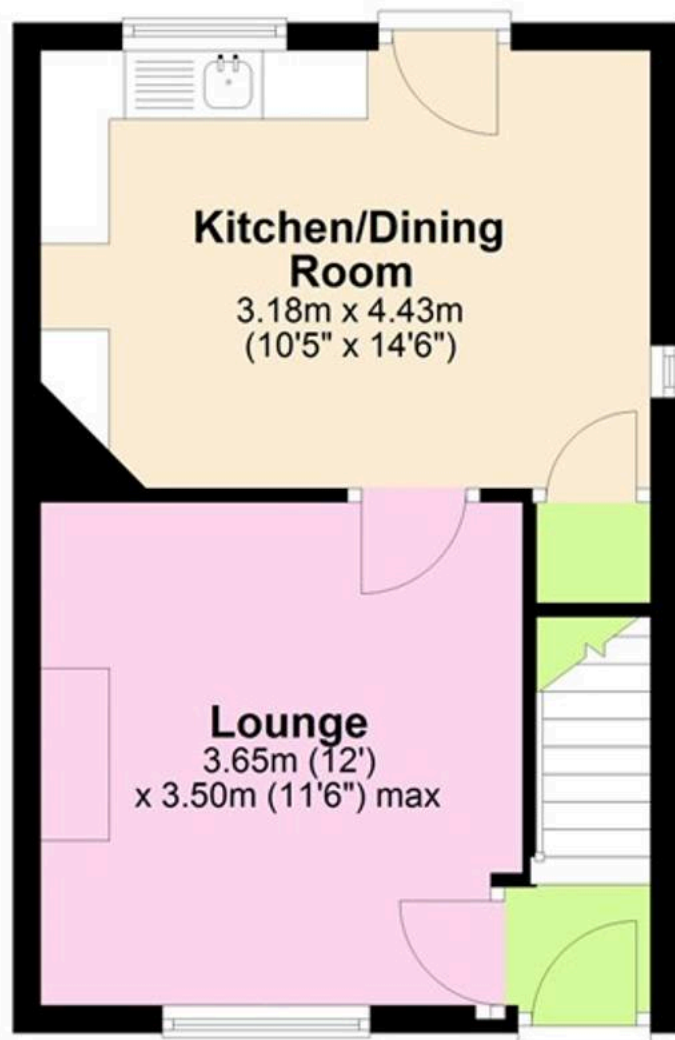 Kitchen/Dining
Room
3.18m x 4.43m
(10'5" x 14'6")
Lounge
3.65m (12')
x 3.50m (11'6") max